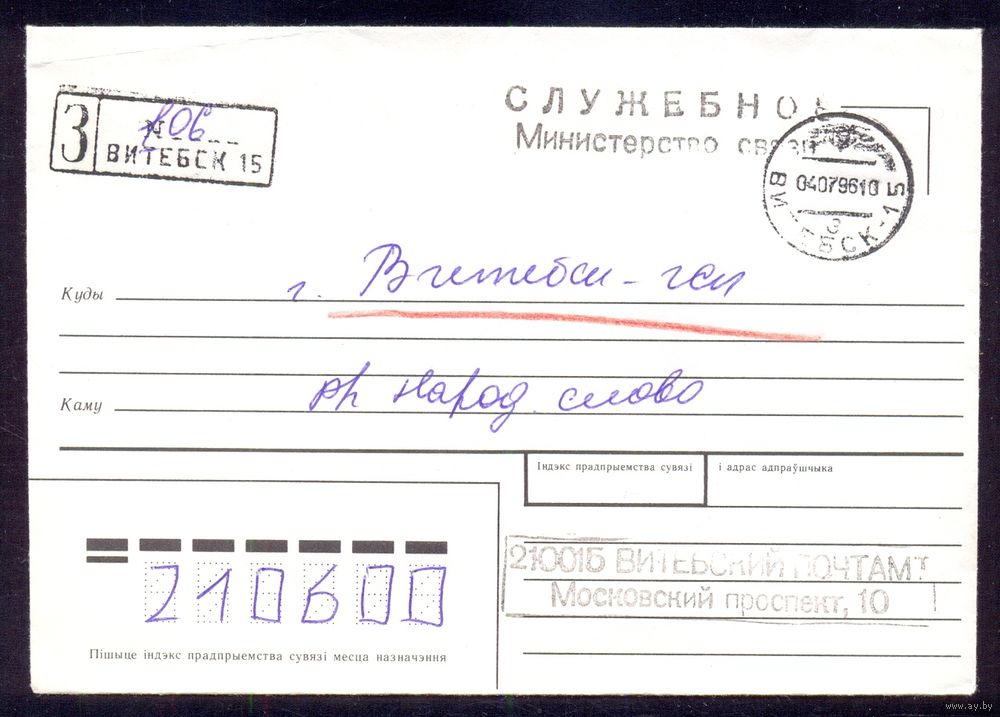 СЛУЖЕБНОЕ
Министерство связи
З № 106
ВИТЕБСК 15
04079610
ВИТЕБСК-15
З
Куды г. Витебск - гсп
Каму рр Народ. слово
Індэкс прадпрыемства сувязі і адрас адпраўшчыка
210015 ВИТЕБСКИЙ ПОЧТАМТ
Московский проспект, 10
210600
Пішыце індэкс прадпрыемства сувязі месца назначэння
www.ay.by